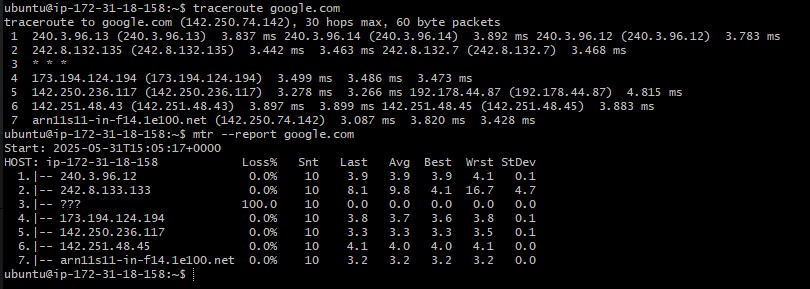 ubuntu@ip-172-31-18-158:~$ traceroute google.com
traceroute to google.com (142.250.74.142), 30 hops max, 60 byte packets
 1  240.3.96.13 (240.3.96.13)  3.837 ms 240.3.96.14 (240.3.96.14)  3.892 ms 240.3.96.12 (240.3.96.12)  3.783 ms
 2  242.8.132.135 (242.8.132.135)  3.442 ms  3.463 ms 242.8.132.7 (242.8.132.7)  3.468 ms
 3  * * *
 4  173.194.124.194 (173.194.124.194)  3.499 ms  3.486 ms  3.473 ms
 5  142.250.236.117 (142.250.236.117)  3.278 ms  3.266 ms 192.178.44.87 (192.178.44.87)  4.815 ms
 6  142.251.48.43 (142.251.48.43)  3.897 ms  3.899 ms 142.251.48.45 (142.251.48.45)  3.883 ms
 7  arn11s11-in-f14.1e100.net (142.250.74.142)  3.087 ms  3.820 ms  3.428 ms
ubuntu@ip-172-31-18-158:~$ mtr --report google.com
Start: 2025-05-31T15:05:17+0000
HOST: ip-172-31-18-158            Loss%   Snt   Last   Avg  Best  Wrst StDev
  1.|-- 240.3.96.12                0.0%    10    3.9   3.9   3.9   4.1   0.1
  2.|-- 242.8.133.133              0.0%    10    8.1   9.8   4.1  16.7   4.7
  3.|-- ???                       100.0    10    0.0   0.0   0.0   0.0   0.0
  4.|-- 173.194.124.194            0.0%    10    3.8   3.7   3.6   3.8   0.1
  5.|-- 142.250.236.117            0.0%    10    3.3   3.3   3.3   3.5   0.1
  6.|-- 142.251.48.45              0.0%    10    4.1   4.0   4.0   4.1   0.0
  7.|-- arn11s11-in-f14.1e100.net  0.0%    10    3.2   3.2   3.2   3.2   0.0
ubuntu@ip-172-31-18-158:~$